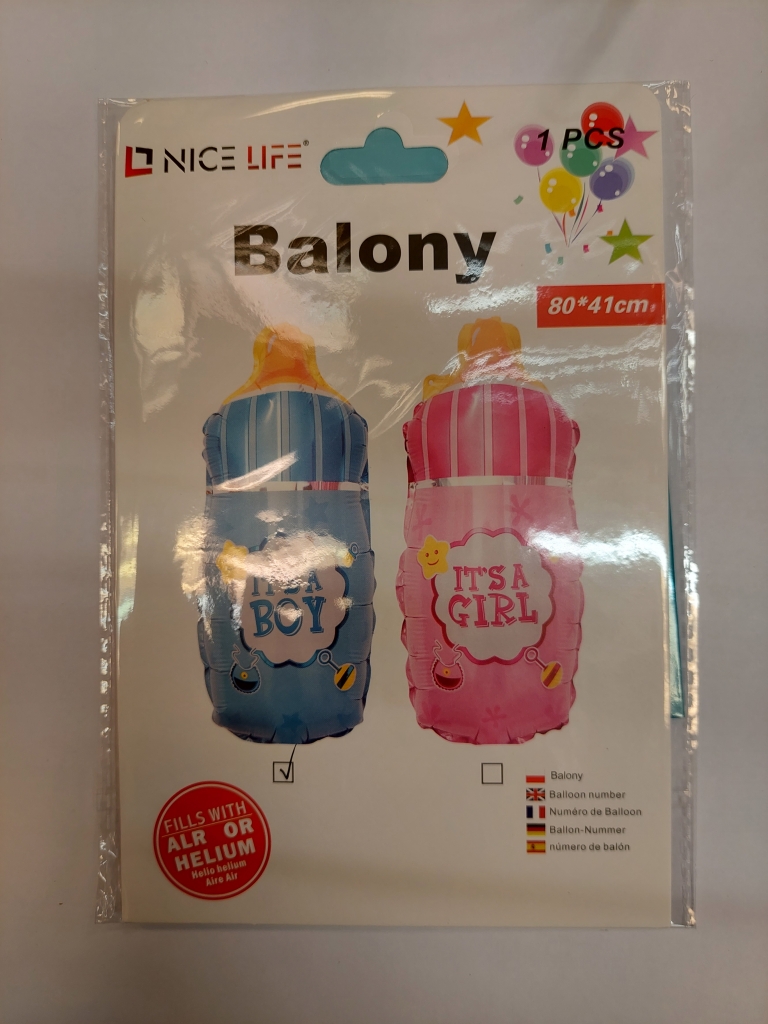 NICE LIFE®
1 PCS
Balony
80*41cm
IT'S A
BOY
IT'S A
GIRL
Balony
Balloon number
Numéro de Balloon
Ballon-Nummer
número de balón
FILLS WITH
ALR OR
HELIUM
Helio helium
Aire Air